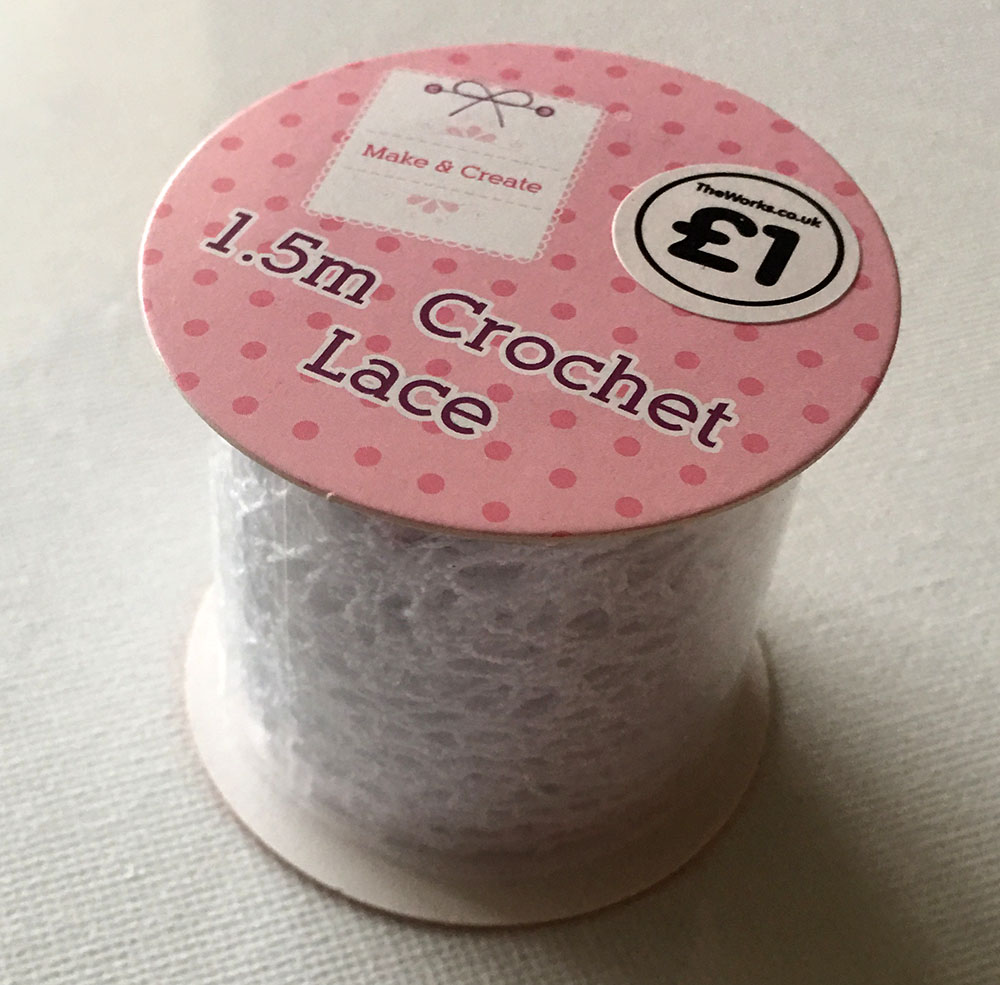 Make & Create
TheWorks.co.uk
£1
1.5m Crochet
Lace